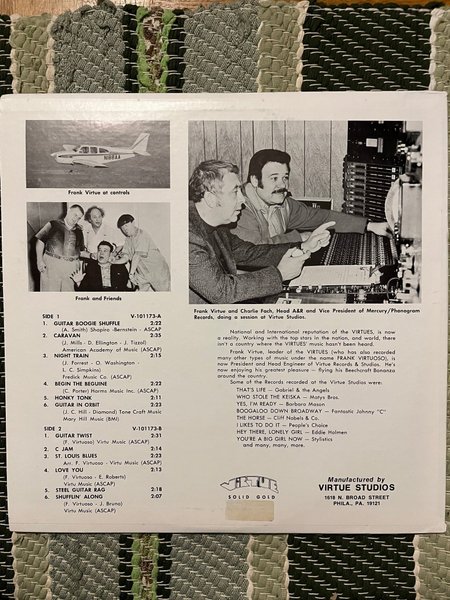 N188AA
Frank Virtue at controls
Frank and Friends
Frank Virtue and Charlie Fach, Head A&R and Vice President of Mercury/Phonogram
Records, doing a session at Virtue Studios.
SIDE 1 V-101173-A
1. GUITAR BOOGIE SHUFFLE 2:22
(A. Smith) Shapiro-Bernstein - ASCAP
2. CARAVAN 3:35
(J. Mills - D. Ellington - J. Tizzol)
American Academy of Music (ASCAP)
3. NIGHT TRAIN 2:15
(J. Forrest - O. Washington -
L. C. Simpkins)
Fredick Music Co. (ASCAP)
4. BEGIN THE BEGUINE 2:22
(C. Porter) Harms Music Inc. (ASCAP)
5. HONKY TONK 2:11
6. GUITAR IN ORBIT 2:23
(J. C. Hill - Diamond) Tone Craft Music
Mary Hill Music (BMI)
SIDE 2 V-101173-B
1. GUITAR TWIST 2:31
(F. Virtuoso) Virtu Music (ASCAP)
2. C JAM 2:14
3. ST. LOUIS BLUES 2:23
Arr. F. Virtuoso - Virtu Music (ASCAP)
4. LOVE YOU 2:13
(F. Virtuoso - E. Roberts)
Virtu Music (ASCAP)
5. STEEL GUITAR RAG 2:18
6. SHUFFLIN' ALONG 2:07
(F. Virtuoso - J. Bruno)
Virtu Music (ASCAP)
National and International reputation of the VIRTUES, is now
a reality. Working with the top stars in the nation, and world, there
isn't a country where the VIRTUES' music hasn't been heard.
Frank Virtue, leader of the VIRTUES (who has also recorded
many other types of music under the name FRANK VIRTUOSO), is
now President and Head Engineer of Virtue Records & Studios. He's
now enjoying his greatest pleasure — flying his Beechcraft Bonanza
around the country.
Some of the Records recorded at the Virtue Studios were:
THAT'S LIFE — Gabriel & the Angels
WHO STOLE THE KEISKA — Matys Bros.
YES, I'M READY — Barbara Mason
BOOGALOO DOWN BROADWAY — Fantastic Johnny "C"
THE HORSE — Cliff Nobels & Co.
I LIKES TO DO IT — People's Choice
HEY THERE, LONELY GIRL — Eddie Holmen
YOU'RE A BIG GIRL NOW — Stylistics
and many, many more.
VIRTUE
SOLID GOLD
Manufactured by
VIRTUE STUDIOS
1618 N. BROAD STREET
PHILA., PA. 19121